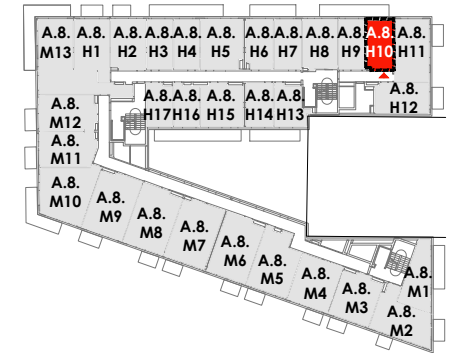 A.8. A.8. A.8. A.8. A.8. A.8. A.8. A.8. A.8. A.8. A.8. A.8.
M13 H1 H2 H3 H4 H5 H6 H7 H8 H9 H10 H11
A.8. A.8. A.8. A.8. A.8. A.8.
H17 H16 H15 H14 H13 H12
A.8.
M12
A.8.
M11
A.8.
M10
A.8.
M9
A.8.
M8
A.8.
M7
A.8.
M6
A.8.
M5
A.8.
M4
A.8.
M3
A.8.
M2
A.8.
M1